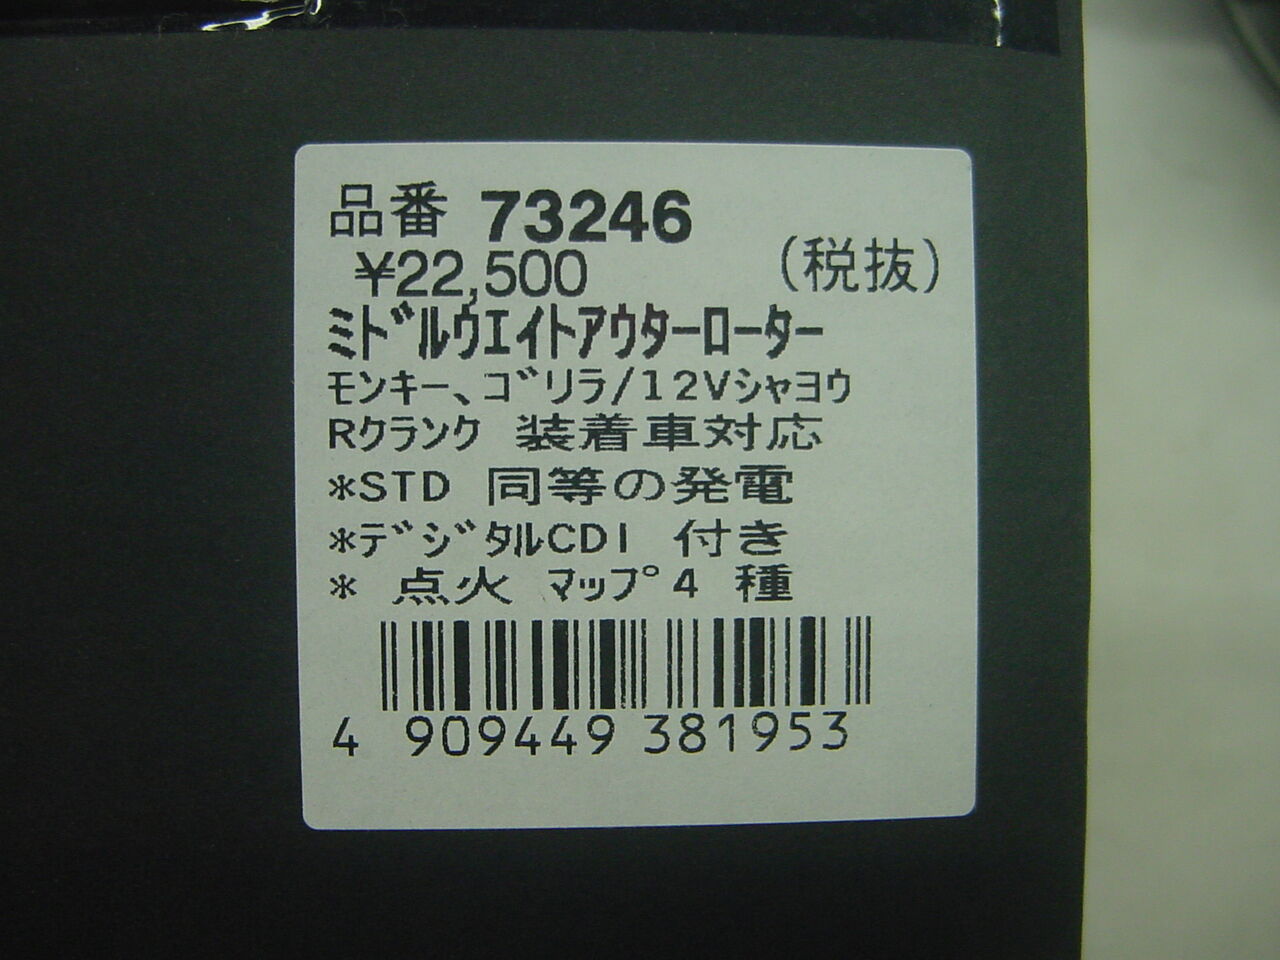 品番 73246
¥22,500 (税抜)
ミドルウエイトアウターローター
モンキー、ゴリラ/12Vシャヨウ
Rクランク 装着車対応
*STD 同等の発電
*デジタルCDI 付き
* 点火 マップ4 種
4 909449 381953